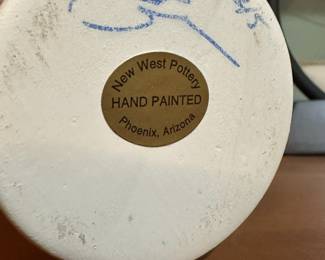 New West Pottery
HAND PAINTED
Phoenix, Arizona